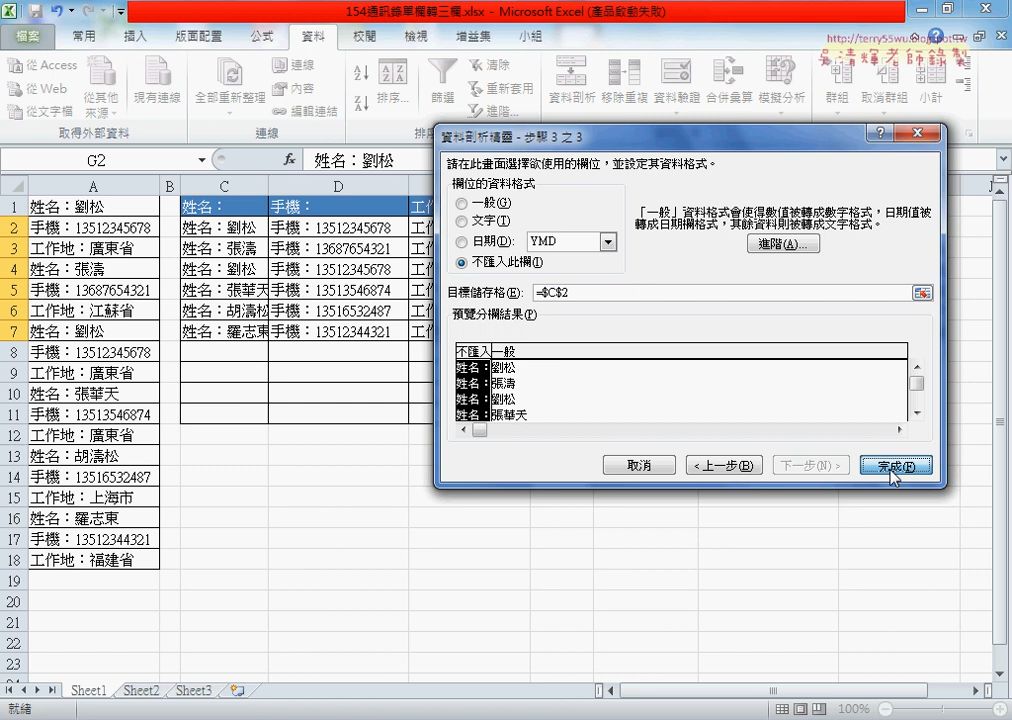 154通訊錄單欄轉三欄.xlsx - Microsoft Excel (產品啟動失敗)
檔案 常用 插入 版面配置 公式 資料 校閱 檢視 增益集 小組
http://terry55wu.blogspot.tw
吳清輝老師錄製
從 Access
從 Web
從文字檔
從其他來源
現有連線
全部重新整理
連線
內容
編輯連結
排序...
篩選
清除
重新套用
進階...
資料剖析 移除重複 資料驗證 合併彙算 模擬分析
群組 取消群組 小計
取得外部資料 連線
G2 fx 姓名：劉松
A B C D
1 姓名：劉松 姓名： 手機：
2 手機：13512345678 姓名：劉松 手機：13512345678
3 工作地：廣東省 姓名：張濤 手機：13687654321
4 姓名：張濤 姓名：劉松 手機：13512345678
5 手機：13687654321 姓名：張華天 手機：13513546874
6 工作地：江蘇省 姓名：胡濤松 手機：13516532487
7 姓名：劉松 姓名：羅志東 手機：13512344321
8 手機：13512345678
9 工作地：廣東省
10 姓名：張華天
11 手機：13513546874
12 工作地：廣東省
13 姓名：胡濤松
14 手機：13516532487
15 工作地：上海市
16 姓名：羅志東
17 手機：13512344321
18 工作地：福建省
19
20
21
22
23
資料剖析精靈 - 步驟 3 之 3
請在此畫面選擇欲使用的欄位，並設定其資料格式。
欄位的資料格式
一般(G)
文字(T)
日期(D): YMD
不匯入此欄(I)
「一般」資料格式會使得數值被轉成數字格式，日期值被
轉成日期欄格式，其餘資料則被轉成文字格式。
進階(A)...
目標儲存格(E): =$C$2
預覽分欄結果(P)
不匯入 一般
姓名：劉松
姓名：張濤
姓名：劉松
姓名：張華天
取消 < 上一步(B) 下一步(N) > 完成(F)
Sheet1 Sheet2 Sheet3
就緒 100%